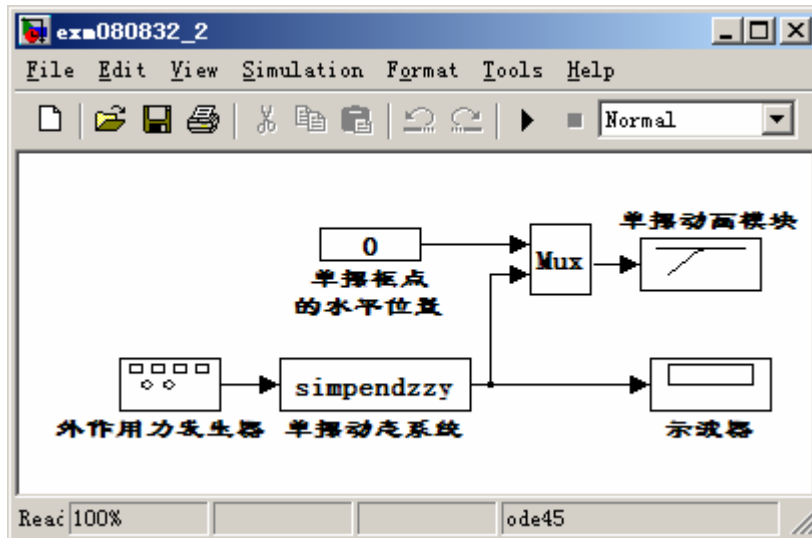 exm080832_2
File Edit View Simulation Format Tools Help
Normal
单摆动画模块
0
Mux
单摆枢点
的水平位置
simpendzzy
外作用力发生器 单摆动态系统 示波器
100% ode45